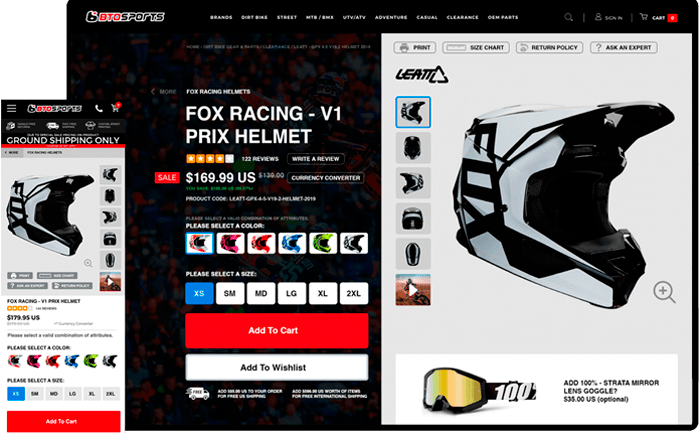 BTOSPORTS
BRANDS DIRT BIKE STREET MTB / BMX UTV/ATV ADVENTURE CASUAL CLEARANCE OEM PARTS
SIGN IN CART 0
HOME / DIRT BIKE GEAR & PARTS / CLEARANCE / LEATT - GPX 4.5 V19.2 HELMET 2019
PRINT SIZE CHART RETURN POLICY ? ASK AN EXPERT
LEATT
MORE FOX RACING HELMETS
FOX RACING - V1
PRIX HELMET
122 REVIEWS WRITE A REVIEW
SALE $169.99 US $139.00 CURRENCY CONVERTER
PRODUCT CODE: LEATT-GPX-4-5-V19-2-HELMET-2019
PLEASE SELECT A VALID COMBINATION OF ATTRIBUTES.
PLEASE SELECT A COLOR:
PLEASE SELECT A SIZE:
XS SM MD LG XL 2XL
Add To Cart
Add To Wishlist
FREE ADD $99.00 US TO YOUR ORDER
FOR FREE US SHIPPING
ADD $096.00 US WORTH OF ITEMS
FOR FREE INTERNATIONAL SHIPPING
FOX
100%
ADD 100% - STRATA MIRROR
LENS GOGGLE?
$35.00 US (optional)
BTOSPORTS
GROUND SHIPPING ONLY
MORE FOX RACING HELMETS
FOX
PRINT SIZE CHART
? ASK AN EXPERT RETURN POLICY
FOX RACING - V1 PRIX HELMET
$179.95 US
Currency Converter
Please select a valid combination of attributes.
PLEASE SELECT A COLOR:
PLEASE SELECT A SIZE:
XS SM MD LG XL 2XL
Add To Cart